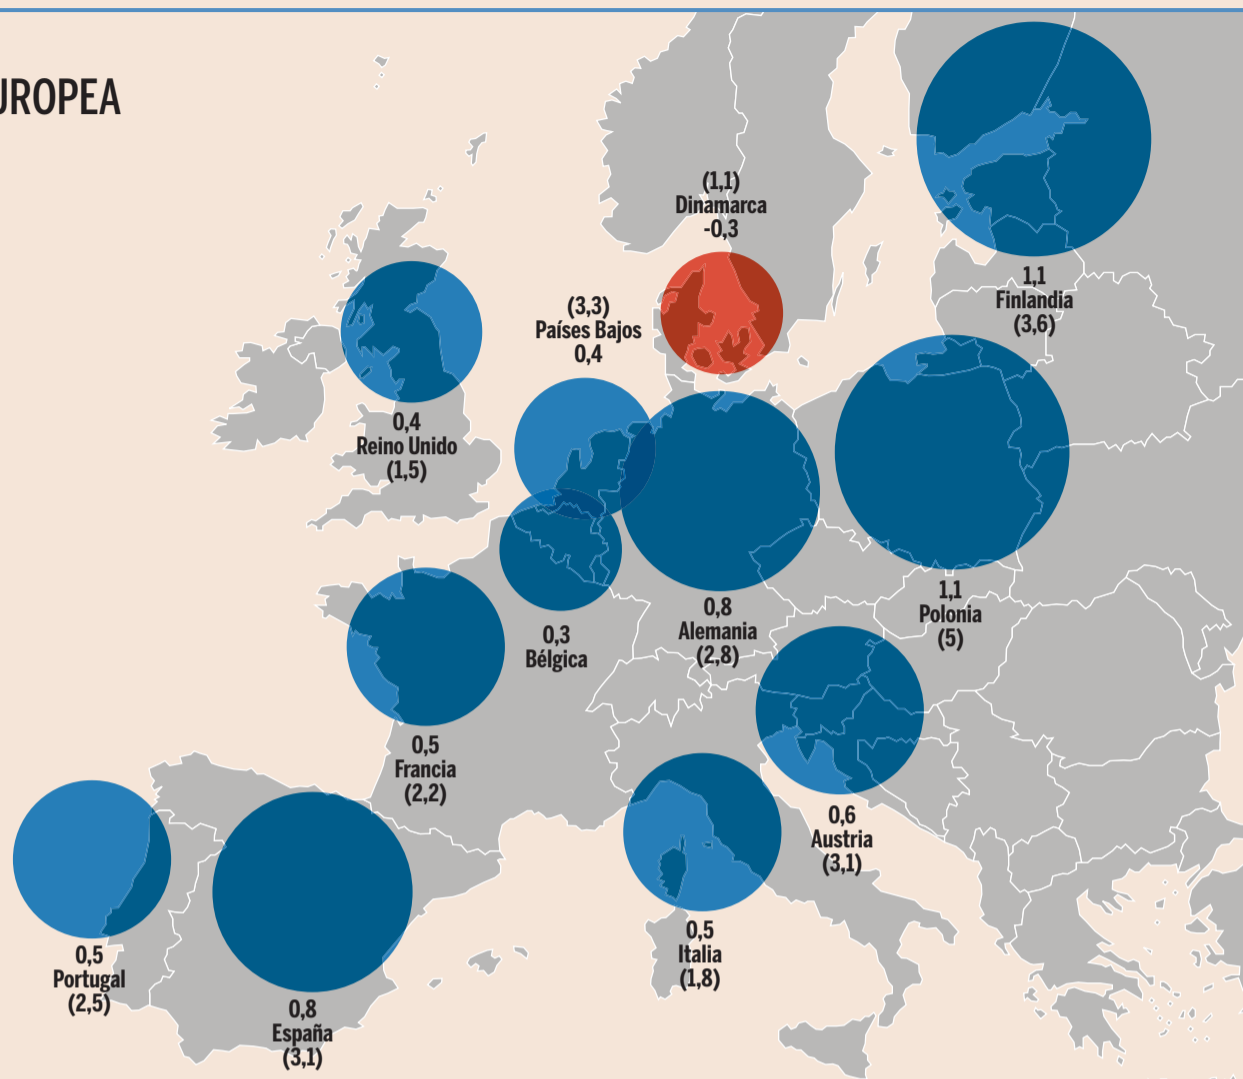 UROPEA
(1,1)
Dinamarca
-0,3
1,1
Finlandia
(3,6)
(3,3)
Países Bajos
0,4
0,4
Reino Unido
(1,5)
0,8
Alemania
(2,8)
1,1
Polonia
(5)
0,3
Bélgica
0,5
Francia
(2,2)
0,6
Austria
(3,1)
0,5
Italia
(1,8)
0,5
Portugal
(2,5)
0,8
España
(3,1)